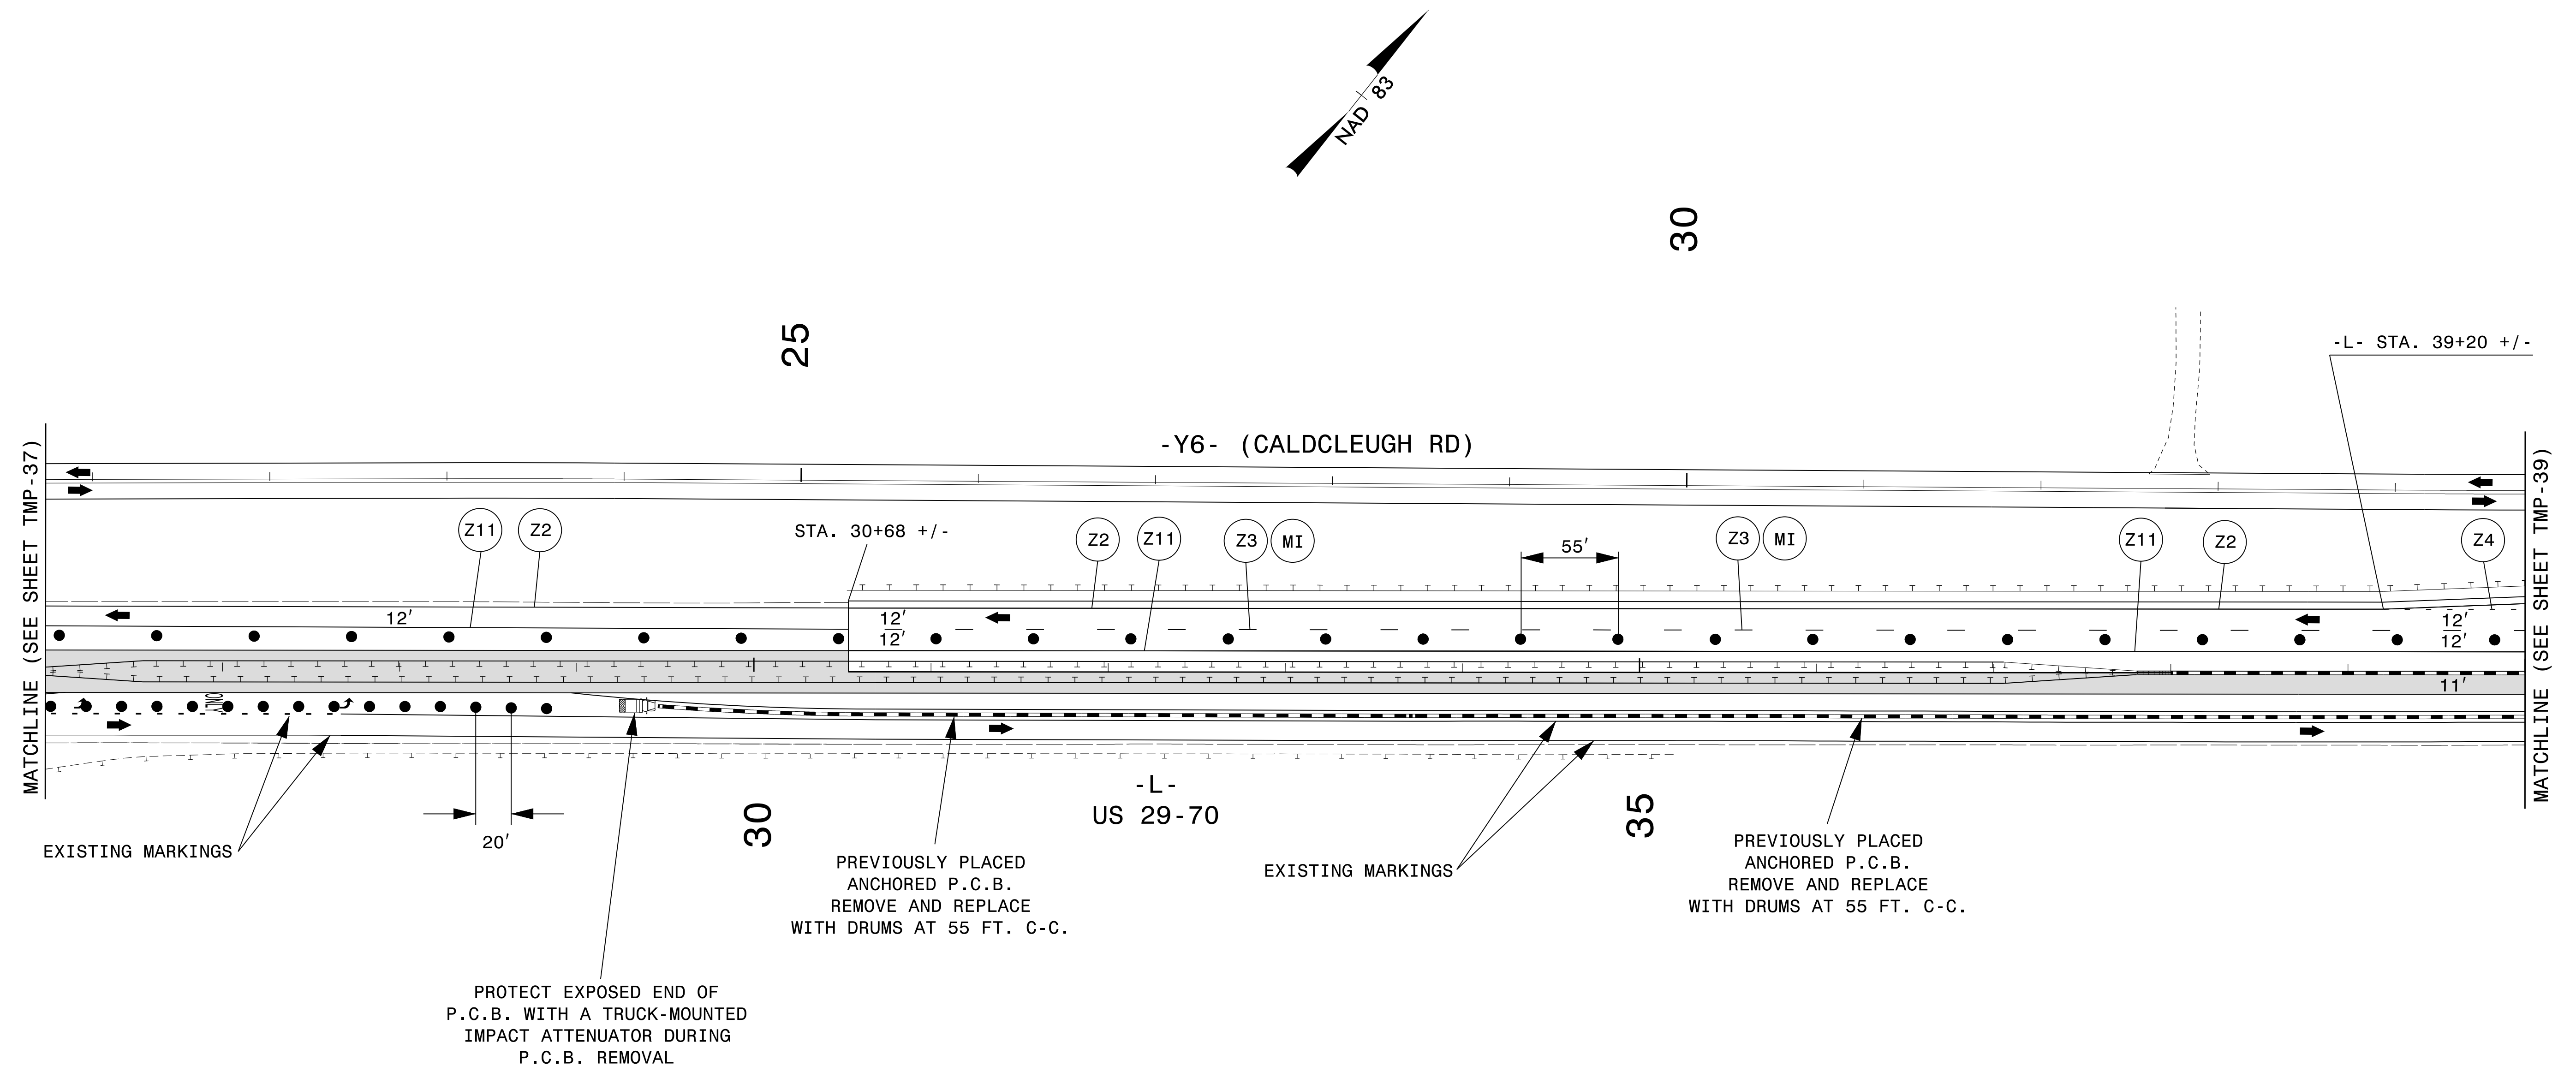 NAD 83
30
25
-L- STA. 39+20 +/-
MATCHLINE (SEE SHEET TMP-37)
-Y6- (CALDCLEUGH RD)
MATCHLINE (SEE SHEET TMP-39)
Z11
Z2
STA. 30+68 +/-
Z2
Z11
Z3
MI
55'
Z3
MI
Z11
Z2
Z4
12'
12'
12'
12'
12'
11'
ONLY
-L-
US 29-70
30
35
20'
EXISTING MARKINGS
PREVIOUSLY PLACED
ANCHORED P.C.B.
REMOVE AND REPLACE
WITH DRUMS AT 55 FT. C-C.
EXISTING MARKINGS
PREVIOUSLY PLACED
ANCHORED P.C.B.
REMOVE AND REPLACE
WITH DRUMS AT 55 FT. C-C.
PROTECT EXPOSED END OF
P.C.B. WITH A TRUCK-MOUNTED
IMPACT ATTENUATOR DURING
P.C.B. REMOVAL